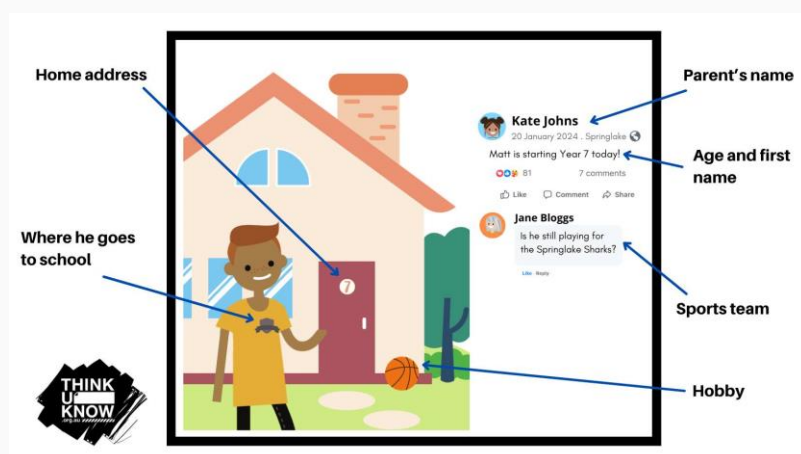 Home address
Parent's name
Kate Johns
20 January 2024 . Springlake
Matt is starting Year 7 today!
Age and first
name
81
7 comments
Like
Comment
Share
Jane Bloggs
Is he still playing for
the Springlake Sharks?
Like
Reply
Where he goes
to school
7
Sports team
Hobby
THINK
U
KNOW
.org.au